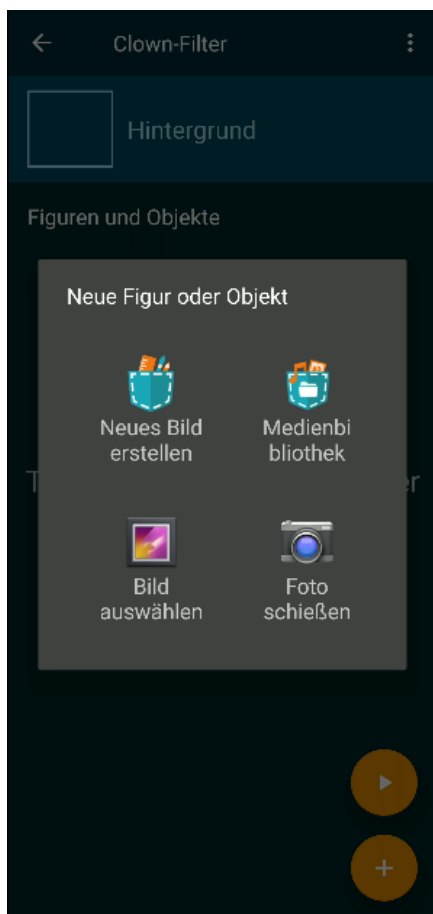 Clown-Filter
Hintergrund
Figuren und Objekte
Neue Figur oder Objekt
Neues Bild
erstellen
Medienbi
bliothek
Bild
auswählen
Foto
schießen